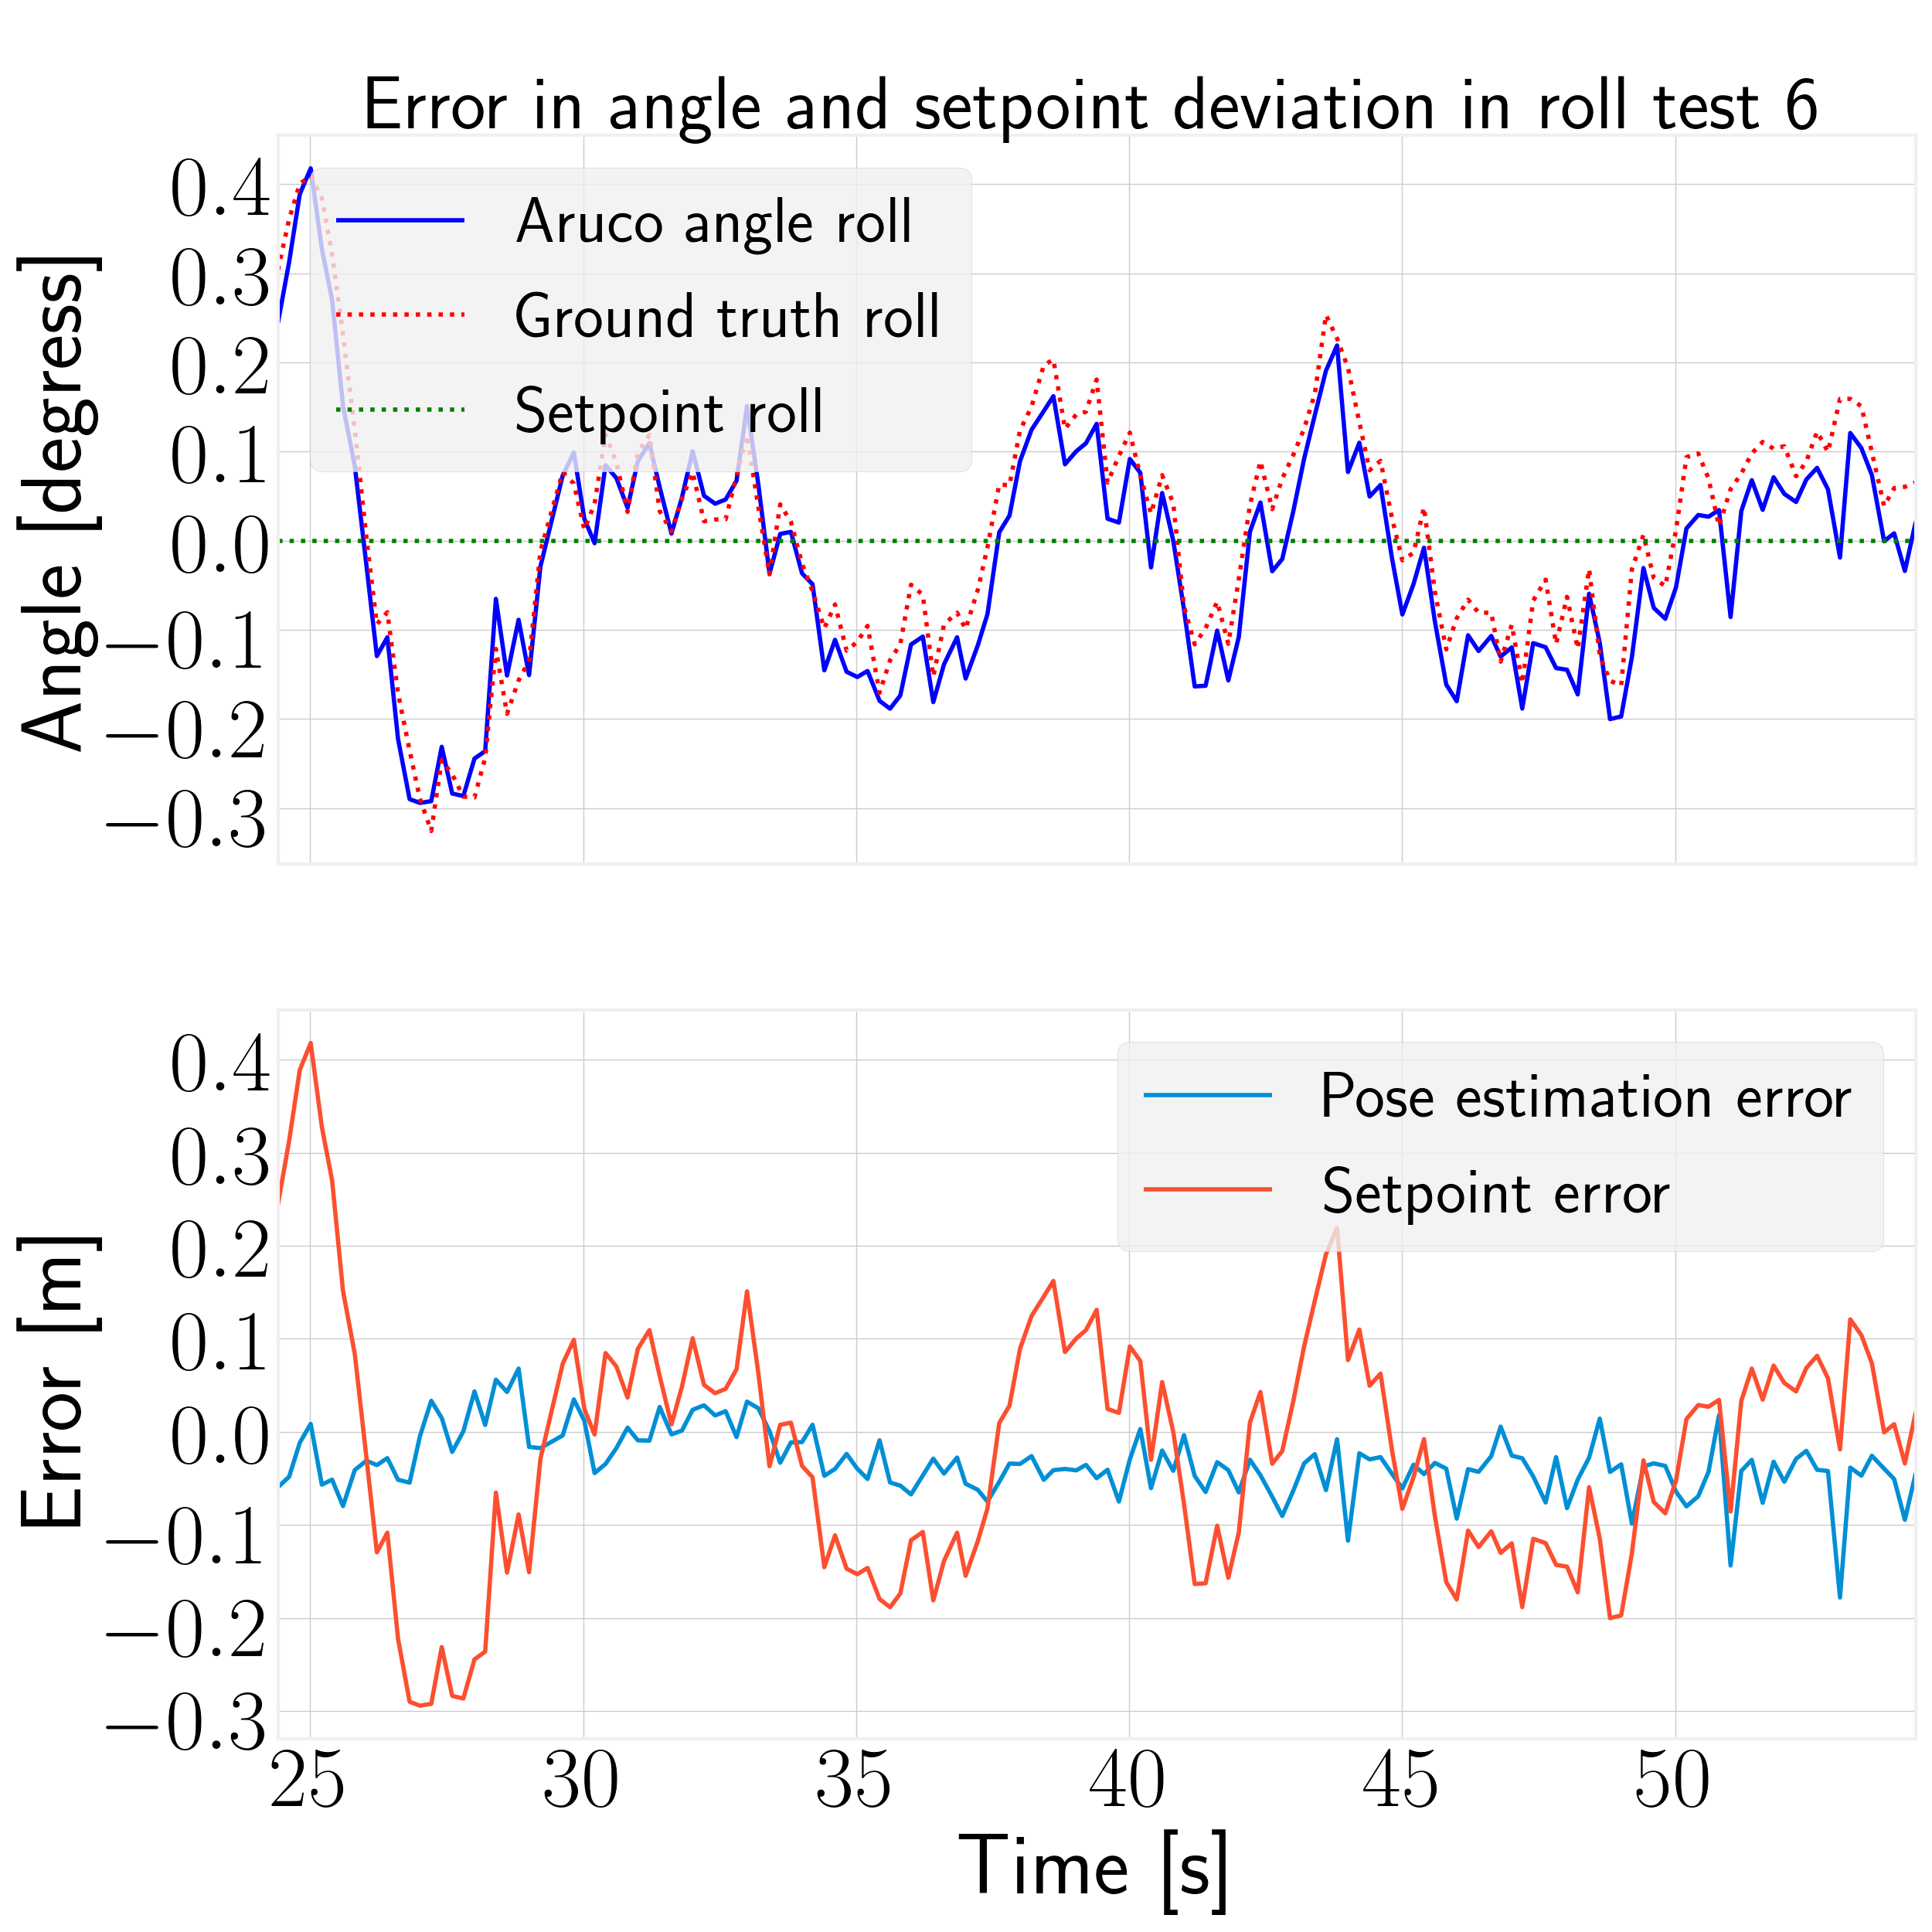 Error in angle and setpoint deviation in roll test 6
Angle [degress]
0.4
0.3
0.2
0.1
0.0
−0.1
−0.2
−0.3
Aruco angle roll
Ground truth roll
Setpoint roll
Error [m]
0.4
0.3
0.2
0.1
0.0
−0.1
−0.2
−0.3
Pose estimation error
Setpoint error
25 30 35 40 45 50
Time [s]